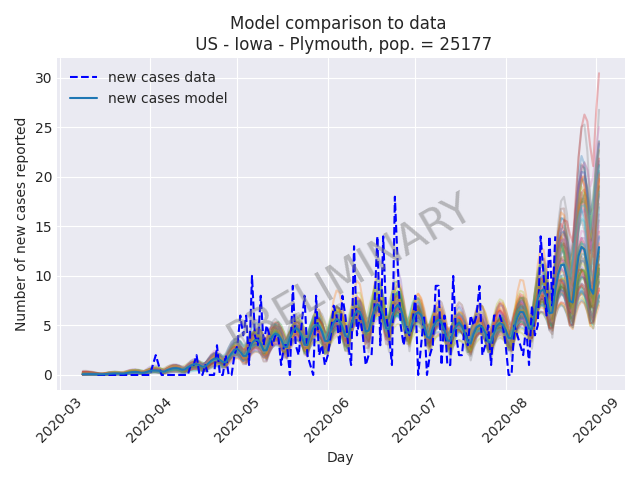 Model comparison to data
US - Iowa - Plymouth, pop. = 25177
new cases data
new cases model
PRELIMINARY
Number of new cases reported
30
25
20
15
10
5
0
2020-03
2020-04
2020-05
2020-06
2020-07
2020-08
2020-09
Day